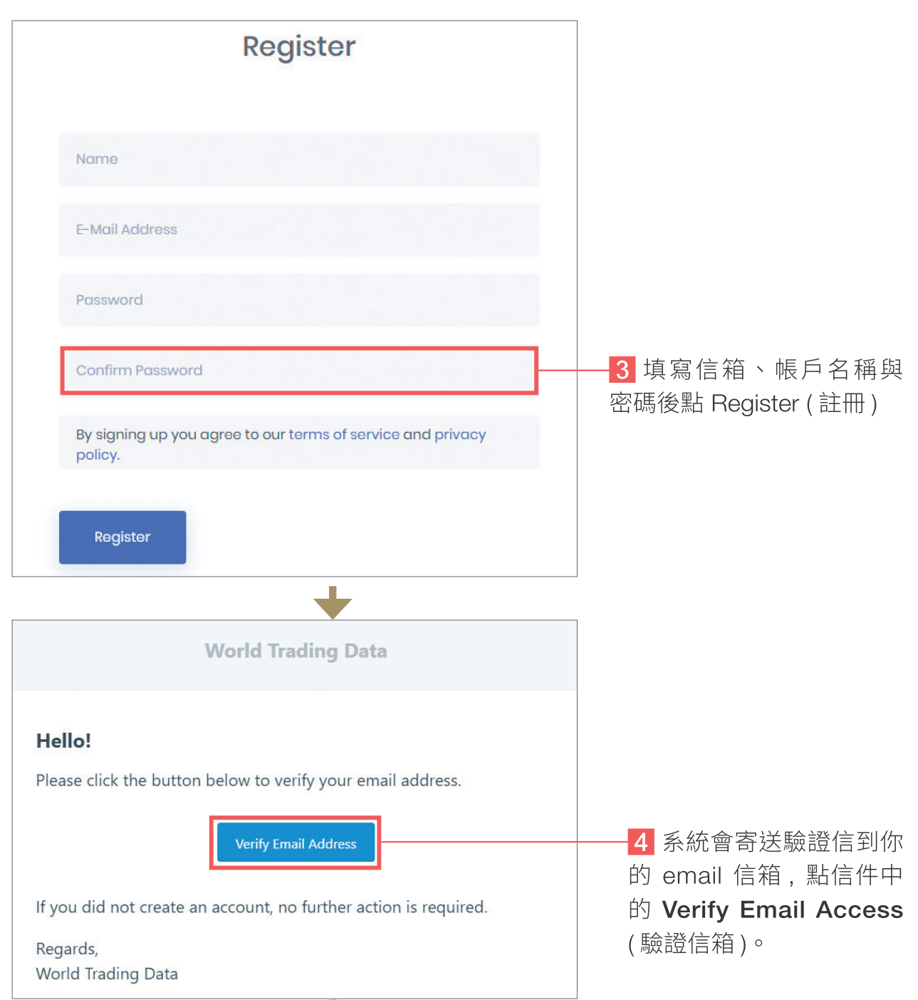 Register
Name
E-Mail Address
Password
Confirm Password
3 填寫信箱、帳戶名稱與
密碼後點 Register ( 註冊 )
By signing up you agree to our terms of service and privacy
policy.
Register
World Trading Data
Hello!
Please click the button below to verify your email address.
Verify Email Address
4 系統會寄送驗證信到你
的 email 信箱 , 點信件中
的 Verify Email Access
( 驗證信箱 )。
If you did not create an account, no further action is required.
Regards,
World Trading Data